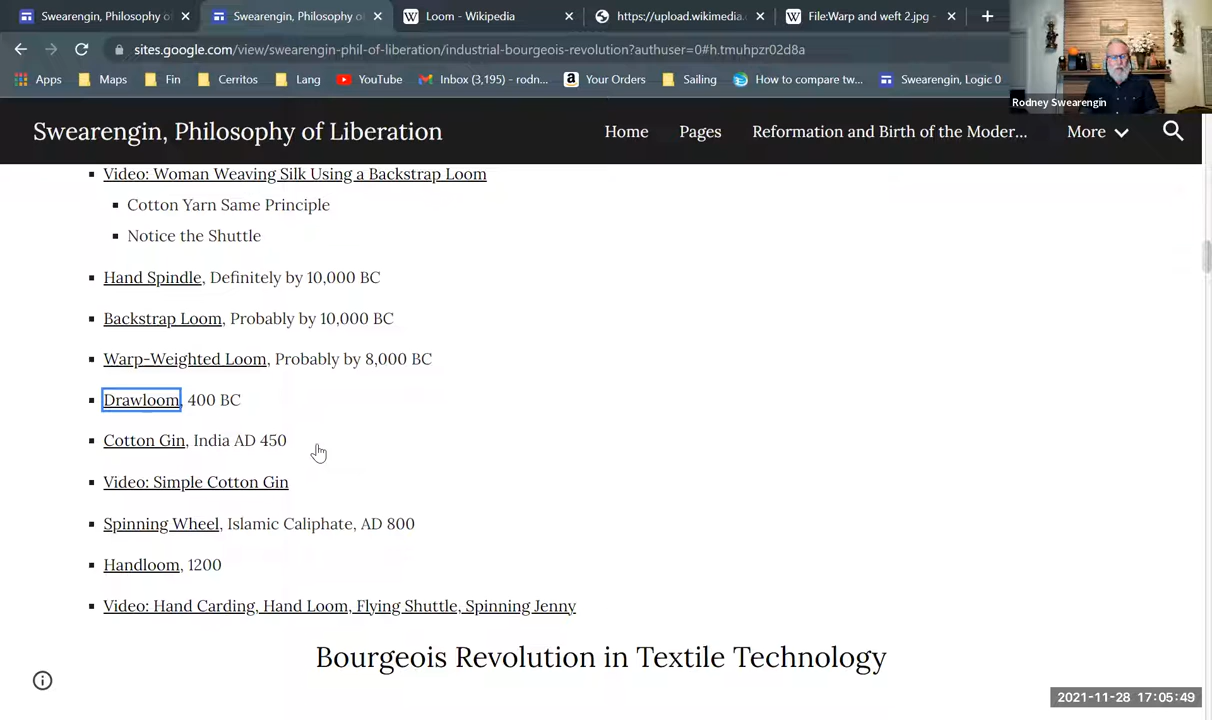 Swearengin, Philosophy o
Swearengin, Philosophy of
Loom - Wikipedia
https://upload.wikimedia.
File:Warp and weft 2.jpg -
sites.google.com/view/swearengin-phil-of-liberation/industrial-bourgeois-revolution?authuser=0#h.tmuhpzr02d8a
Apps
Maps
Fin
Cerritos
Lang
YouTube
Inbox (3,195) - rodn...
Your Orders
Sailing
How to compare tw...
Swearengin, Logic 0
Rodney Swearengin
Swearengin, Philosophy of Liberation
Home
Pages
Reformation and Birth of the Moder...
More
Video: Woman Weaving Silk Using a Backstrap Loom
Cotton Yarn Same Principle
Notice the Shuttle
Hand Spindle, Definitely by 10,000 BC
Backstrap Loom, Probably by 10,000 BC
Warp-Weighted Loom, Probably by 8,000 BC
Drawloom, 400 BC
Cotton Gin, India AD 450
Video: Simple Cotton Gin
Spinning Wheel, Islamic Caliphate, AD 800
Handloom, 1200
Video: Hand Carding, Hand Loom, Flying Shuttle, Spinning Jenny
Bourgeois Revolution in Textile Technology
2021-11-28 17:05:49